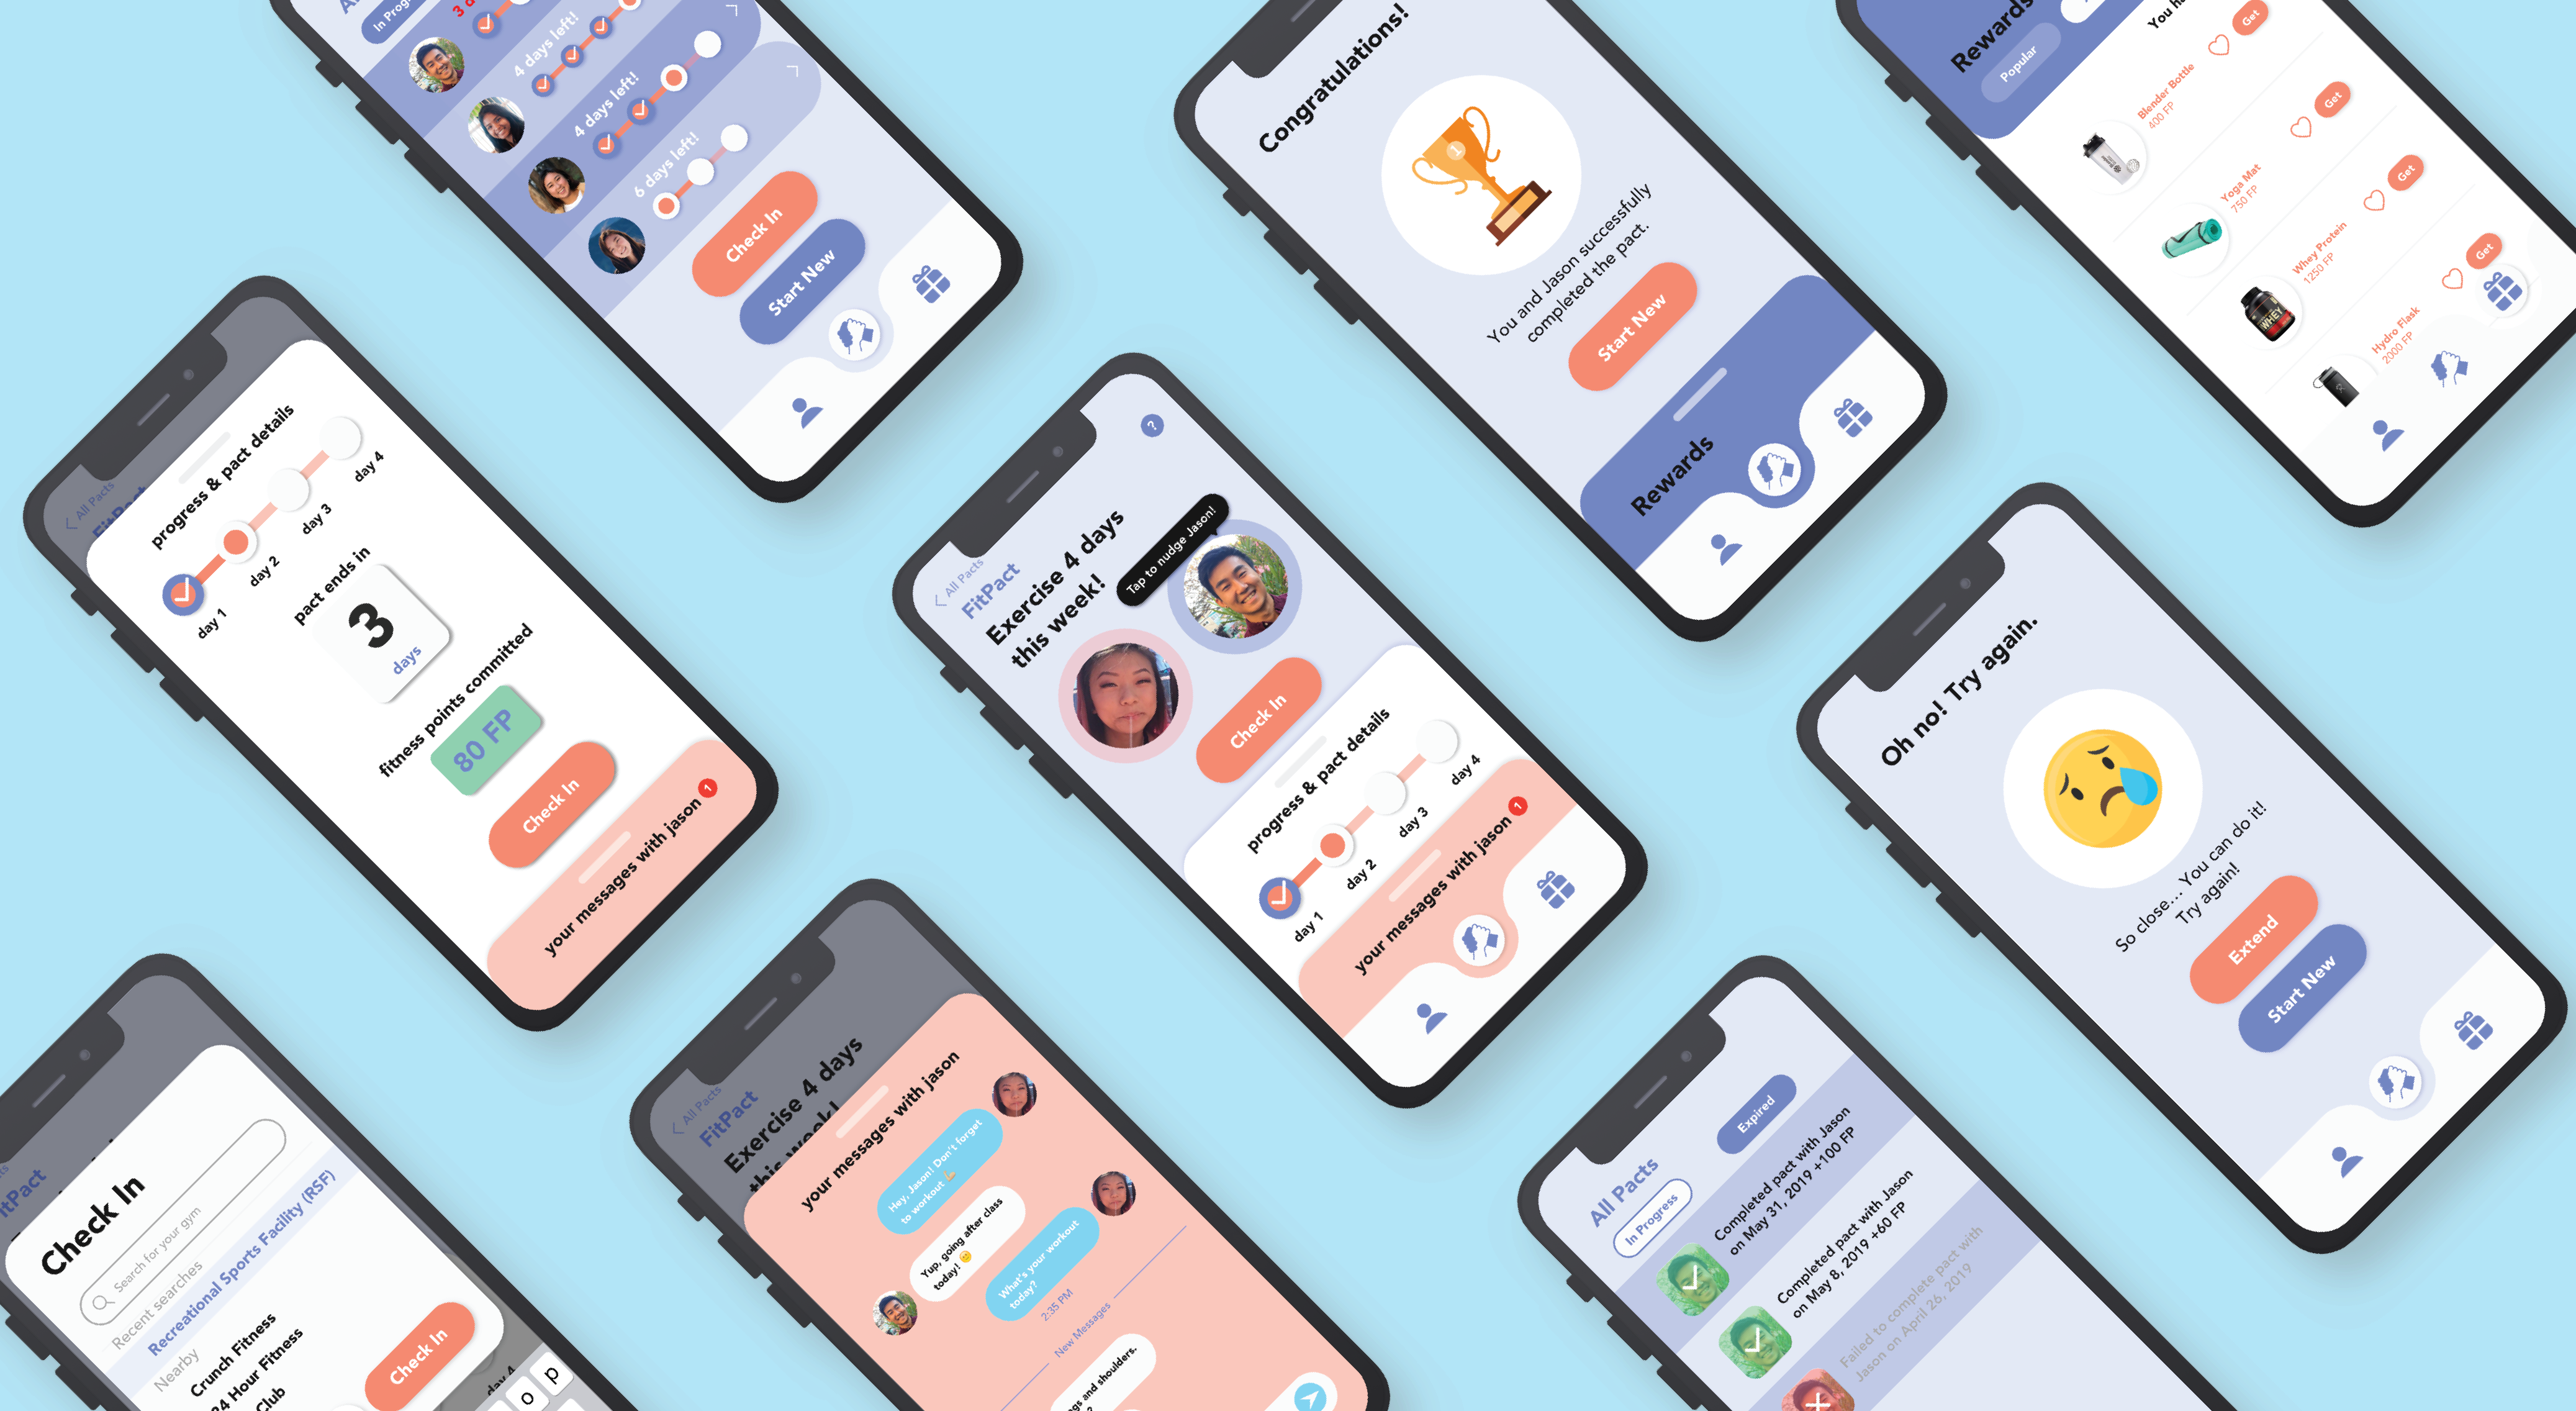 In Prog
4 days left!
4 days left!
6 days left!
Check In
Start New
Congratulations!
1
You and Jason successfully
completed the pact.
Start New
Rewards
Rewards
Popular
You
Blender Bottle
400 FP
Get
Yoga Mat
750 FP
Get
Whey Protein
1250 FP
Get
WHEY
Hydro Flask
2000 FP
Get
All Pacts
FitPact
progress & pact details
day 1
day 2
day 3
day 4
pact ends in
3
days
fitness points committed
80 FP
Check In
your messages with jason 1
?
All Pacts
FitPact
Exercise 4 days
this week!
Tap to nudge Jason!
Check In
progress & pact details
day 1
day 2
day 3
day 4
your messages with jason 1
Oh no! Try again.
So close... You can do it!
Try again!
Extend
Start New
itPact
Check In
Search for your gym
Recent searches
Recreational Sports Facility (RSF)
Nearby
Crunch Fitness
24 Hour Fitness
Club
Check In
day 4
o
p
All Pacts
FitPact
Exercise 4 days
this week!
your messages with jason
Hey, Jason! Don't forget
to workout 💪
Yup, going after class
today! 🙂
What's your workout
today?
2:35 PM
New Messages
gs and shoulders.
?
All Pacts
In Progress
Expired
Completed pact with Jason
on May 31, 2019 +100 FP
Completed pact with Jason
on May 8, 2019 +60 FP
Failed to complete pact with
Jason on April 26, 2019